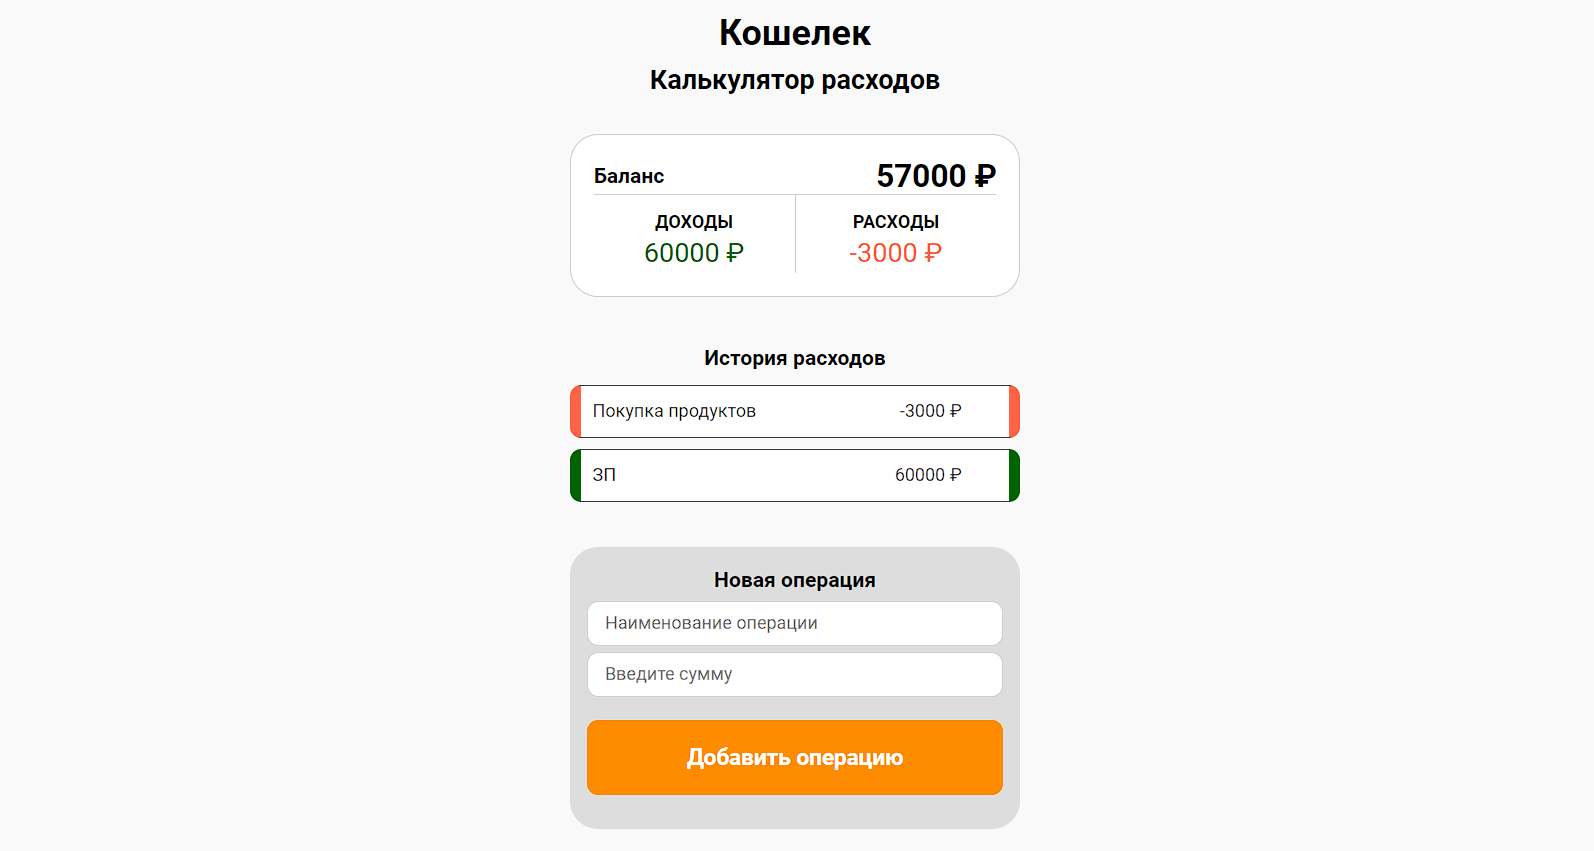 Кошелек
Калькулятор расходов
Баланс 57000 ₽
ДОХОДЫ РАСХОДЫ
60000 ₽ -3000 ₽
История расходов
Покупка продуктов -3000 ₽
ЗП 60000 ₽
Новая операция
Наименование операции
Введите сумму
Добавить операцию